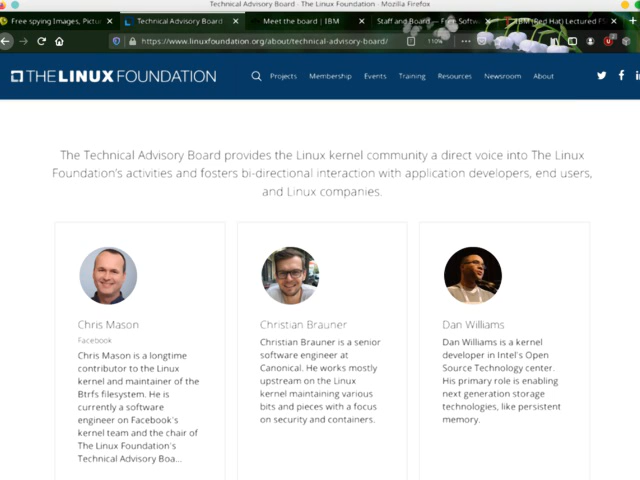 Technical Advisory Board - The Linux Foundation - Mozilla Firefox
Free spying Images, Pictu
Technical Advisory Board
Meet the board | IBM
Staff and Board — Free Softw
IBM (Red Hat) Lectured FS
https://www.linuxfoundation.org/about/technical-advisory-board/
110%
THE LINUX FOUNDATION
Projects
Membership
Events
Training
Resources
Newsroom
About
The Technical Advisory Board provides the Linux kernel community a direct voice into The Linux
Foundation's activities and fosters bi-directional interaction with application developers, end users,
and Linux companies.
Chris Mason
Facebook
Chris Mason is a longtime
contributor to the Linux
kernel and maintainer of the
Btrfs filesystem. He is
currently a software
engineer on Facebook's
kernel team and the chair of
The Linux Foundation's
Technical Advisory Boa...
Christian Brauner
Christian Brauner is a senior
software engineer at
Canonical. He works mostly
upstream on the Linux
kernel maintaining various
bits and pieces with a focus
on security and containers.
Dan Williams
Dan Williams is a kernel
developer in Intel's Open
Source Technology center.
His primary role is enabling
next generation storage
technologies, like persistent
memory.